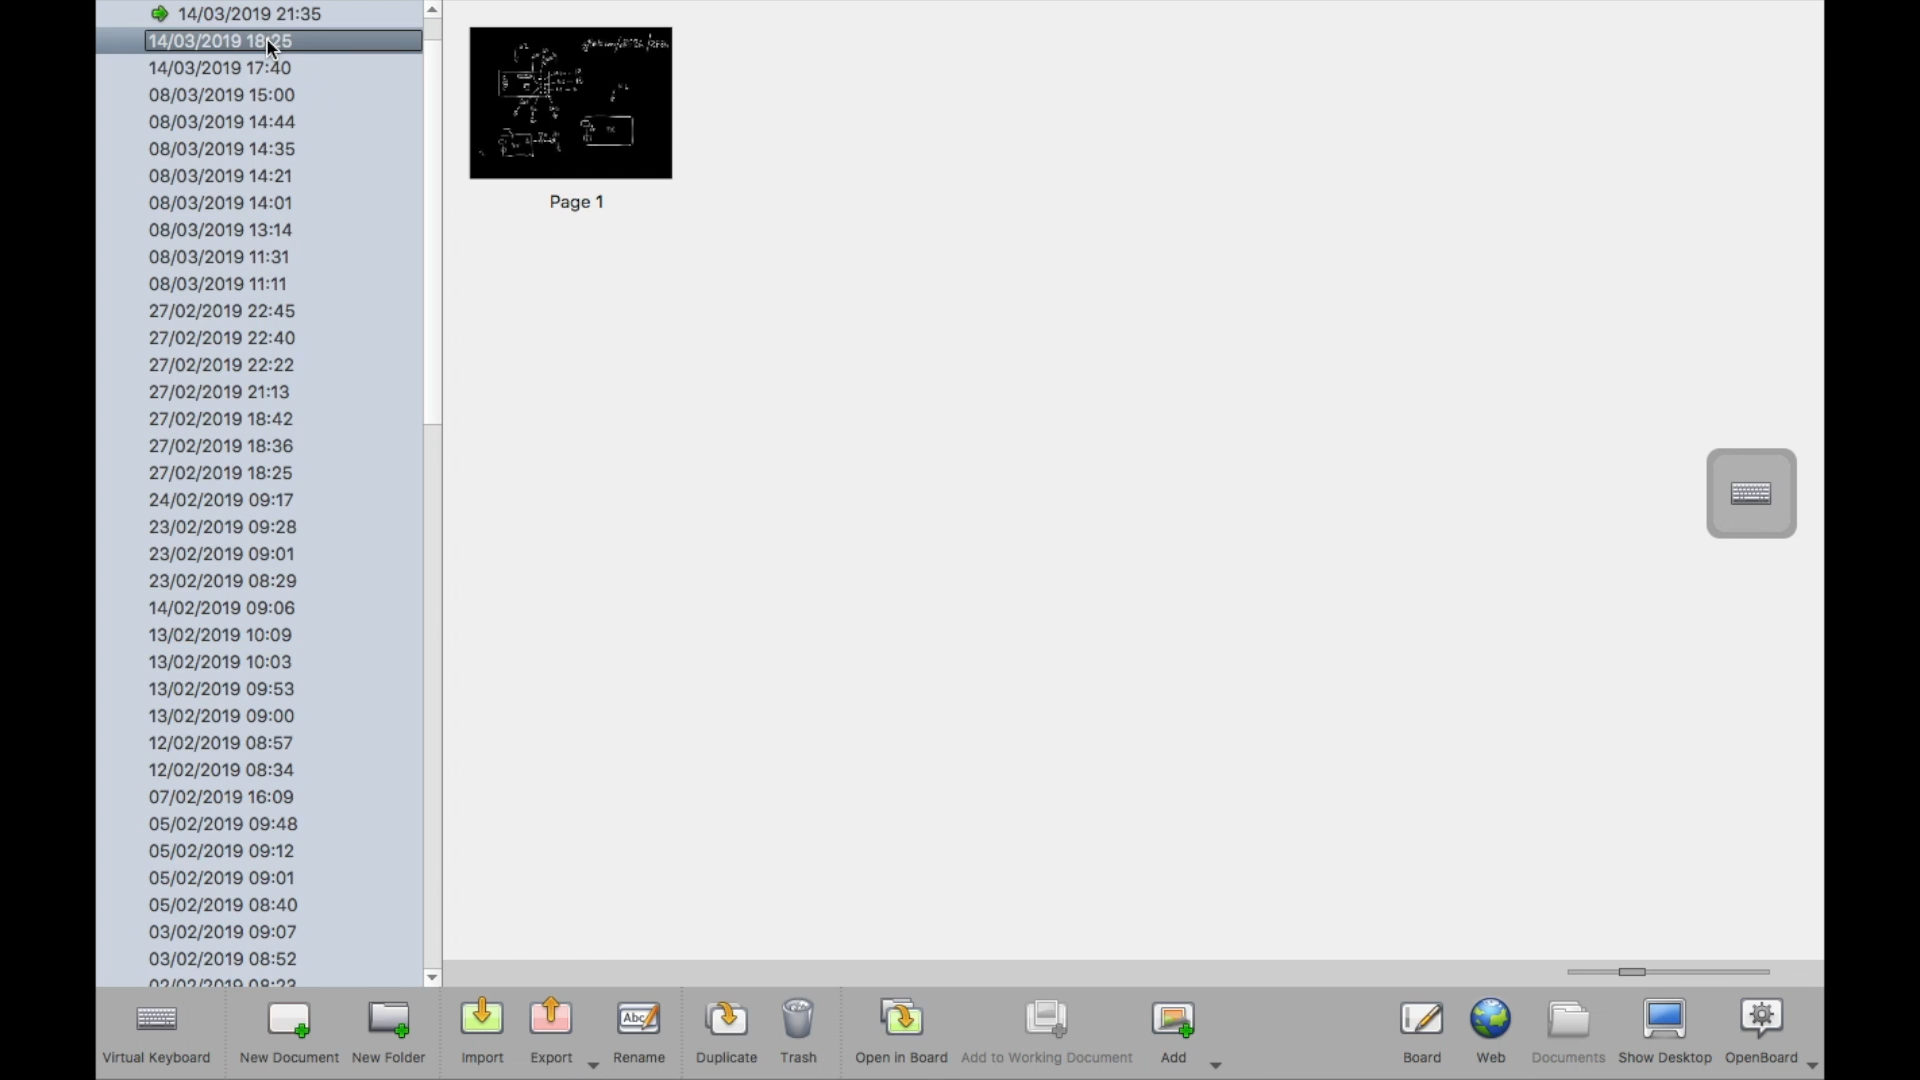 14/03/2019 21:35
14/03/2019 18:25
14/03/2019 17:40
08/03/2019 15:00
08/03/2019 14:44
08/03/2019 14:35
08/03/2019 14:21
08/03/2019 14:01
08/03/2019 13:14
08/03/2019 11:31
08/03/2019 11:11
27/02/2019 22:45
27/02/2019 22:40
27/02/2019 22:22
27/02/2019 21:13
27/02/2019 18:42
27/02/2019 18:36
27/02/2019 18:25
24/02/2019 09:17
23/02/2019 09:28
23/02/2019 09:01
23/02/2019 08:29
14/02/2019 09:06
13/02/2019 10:09
13/02/2019 10:03
13/02/2019 09:53
13/02/2019 09:00
12/02/2019 08:57
12/02/2019 08:34
07/02/2019 16:09
05/02/2019 09:48
05/02/2019 09:12
05/02/2019 09:01
05/02/2019 08:40
03/02/2019 09:07
03/02/2019 08:52
Page 1
Virtual Keyboard
New Document
New Folder
Import
Export
Abc
Rename
Duplicate
Trash
Open in Board
Add to Working Document
Add
Board
Web
Documents
Show Desktop
OpenBoard